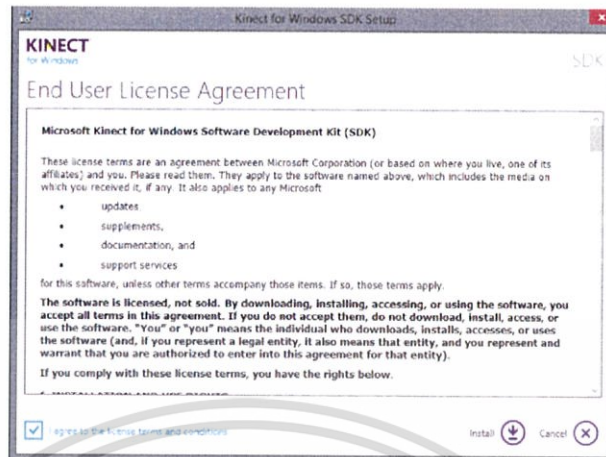 Kinect for Windows SDK Setup
KINECT
for Windows
SDK
End User License Agreement
Microsoft Kinect for Windows Software Development Kit (SDK)
These license terms are an agreement between Microsoft Corporation (or based on where you live, one of its
affiliates) and you. Please read them. They apply to the software named above, which includes the media on
which you received it, if any. It also applies to any Microsoft
• updates
• supplements,
• documentation, and
• support services
for this software, unless other terms accompany those items. If so, those terms apply.
The software is licensed, not sold. By downloading, installing, accessing, or using the software, you
accept all terms in this agreement. If you do not accept them, do not download, install, access, or
use the software. "You" or "you" means the individual who downloads, installs, accesses, or uses
the software (and, if you represent a legal entity, it also means that entity, and you represent and
warrant that you are authorized to enter into this agreement for that entity).
If you comply with these license terms, you have the rights below.
I agree to the license terms and conditions
Install
Cancel